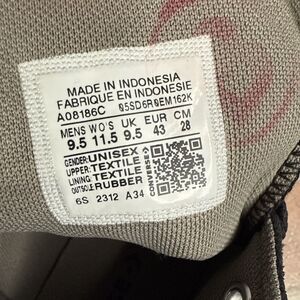 MADE IN INDONESIA
FABRIQUE EN INDONESIE
A08186C 05SD6R0EM162K
MENS WO'S UK EUR CM
9.5 11.5 9.5 43 28
GENDER: UNISEX
UPPER: TEXTILE
LINING: TEXTILE
OUTSOLE: RUBBER
CONVERSE
6S 2312 A34